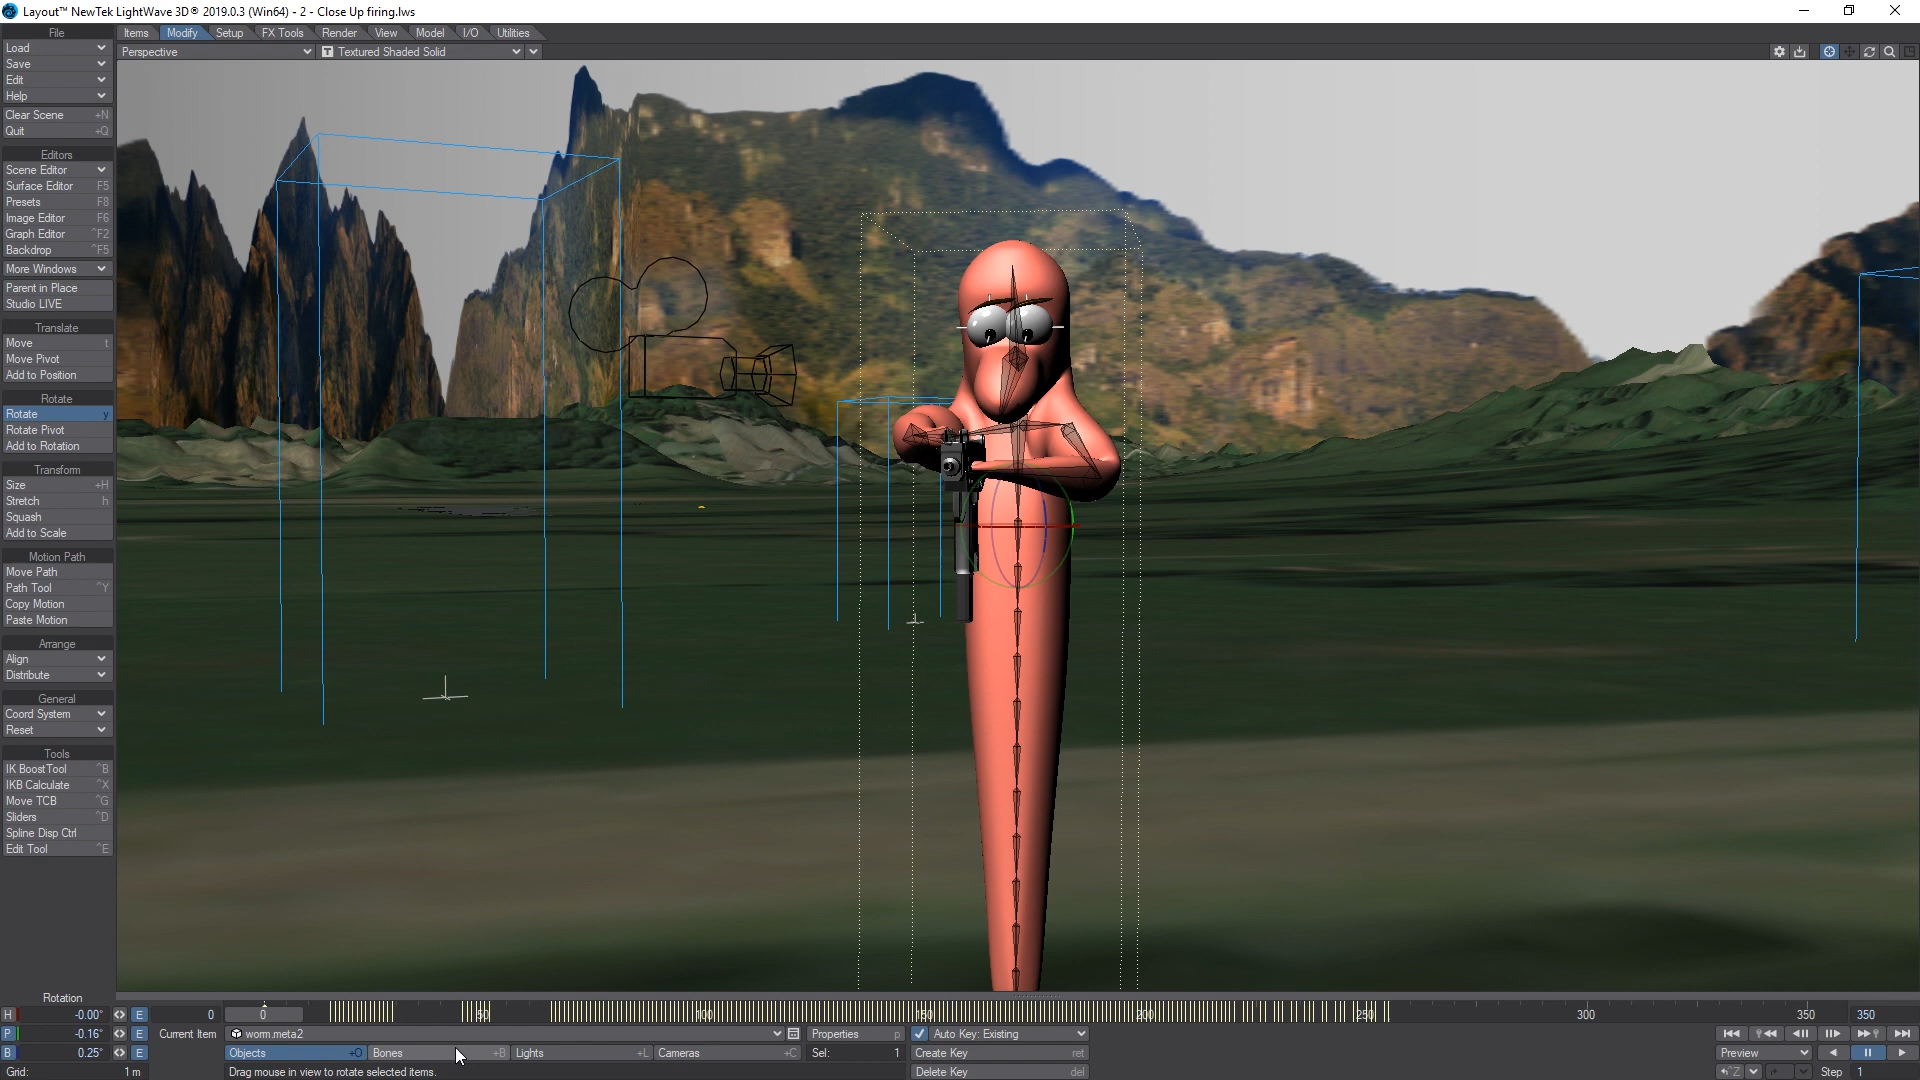 Layout™ NewTek LightWave 3D® 2019.0.3 (Win64) - 2 - Close Up firing.lws
File
Items Modify Setup FX Tools Render View Model I/O Utilities
Load
Perspective T Textured Shaded Solid
Save
Edit
Help
Clear Scene +N
Quit +Q
Editors
Scene Editor
Surface Editor F5
Presets F8
Image Editor F6
Graph Editor ^F2
Backdrop ^F5
More Windows
Parent in Place
Studio LIVE
Translate
Move t
Move Pivot
Add to Position
Rotate
Rotate y
Rotate Pivot
Add to Rotation
Transform
Size +H
Stretch h
Squash
Add to Scale
Motion Path
Move Path
Path Tool ^Y
Copy Motion
Paste Motion
Arrange
Align
Distribute
General
Coord System
Reset
Tools
IK BoostTool ^B
IKB Calculate ^X
Move TCB ^G
Sliders ^D
Spline Disp Ctrl
Edit Tool ^E
Rotation
H -0.00° E 0 0 50 100 150 200 250 300 350 350
P -0.16° E Current Item worm.meta2 Properties p Auto Key: Existing
B 0.25° E Objects +O Bones +B Lights +L Cameras +C Sel: 1 Create Key ret Preview
Grid: 1 m Drag mouse in view to rotate selected items. Delete Key del ^Z Step 1